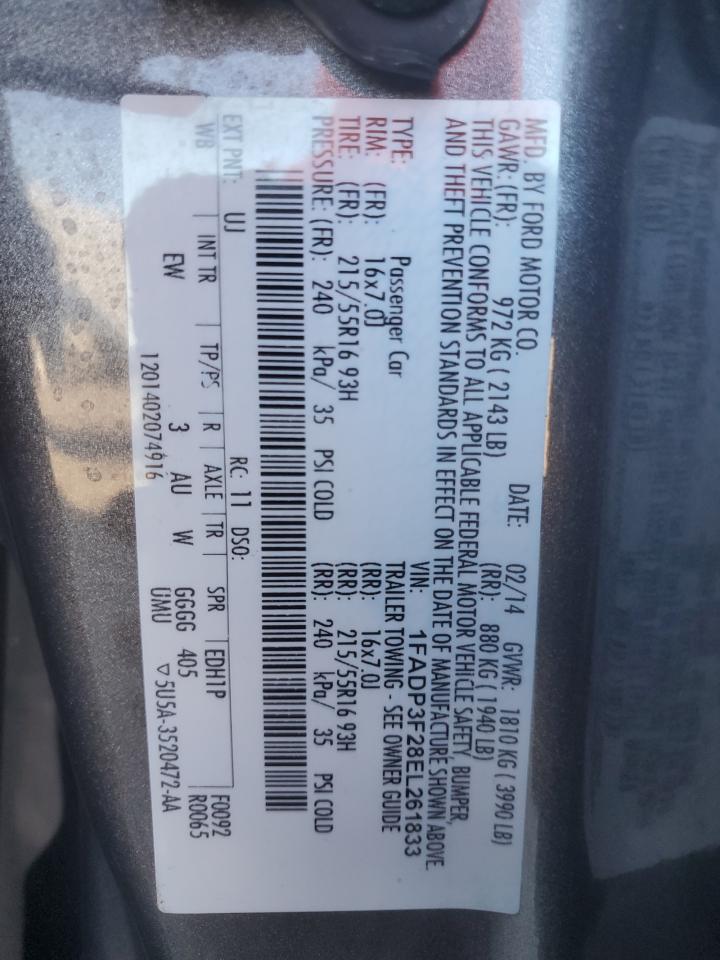 MFD. BY FORD MOTOR CO.
DATE: 02/14 GVWR: 1810 KG ( 3990 LB)
GAWR: (FR): 972 KG ( 2143 LB) (RR): 880 KG ( 1940 LB)
THIS VEHICLE CONFORMS TO ALL APPLICABLE FEDERAL MOTOR VEHICLE SAFETY, BUMPER,
AND THEFT PREVENTION STANDARDS IN EFFECT ON THE DATE OF MANUFACTURE SHOWN ABOVE.
VIN: 1FADP3F28EL261833
TYPE: Passenger Car TRAILER TOWING - SEE OWNER GUIDE
RIM: (FR): 16x7.0J (RR): 16x7.0J
TIRE: (FR): 215/55R16 93H (RR): 215/55R16 93H
PRESSURE: (FR): 240 kPa/ 35 PSI COLD (RR): 240 kPa/ 35 PSI COLD
EXT PNT: UJ RC: 11 DSO: F0092
WB INT TR TP/PS R AXLE TR SPR EDH1P R0065
EW 3 AU W GGGG 405
UMU ▽5U5A-3520472-AA
1201402074916